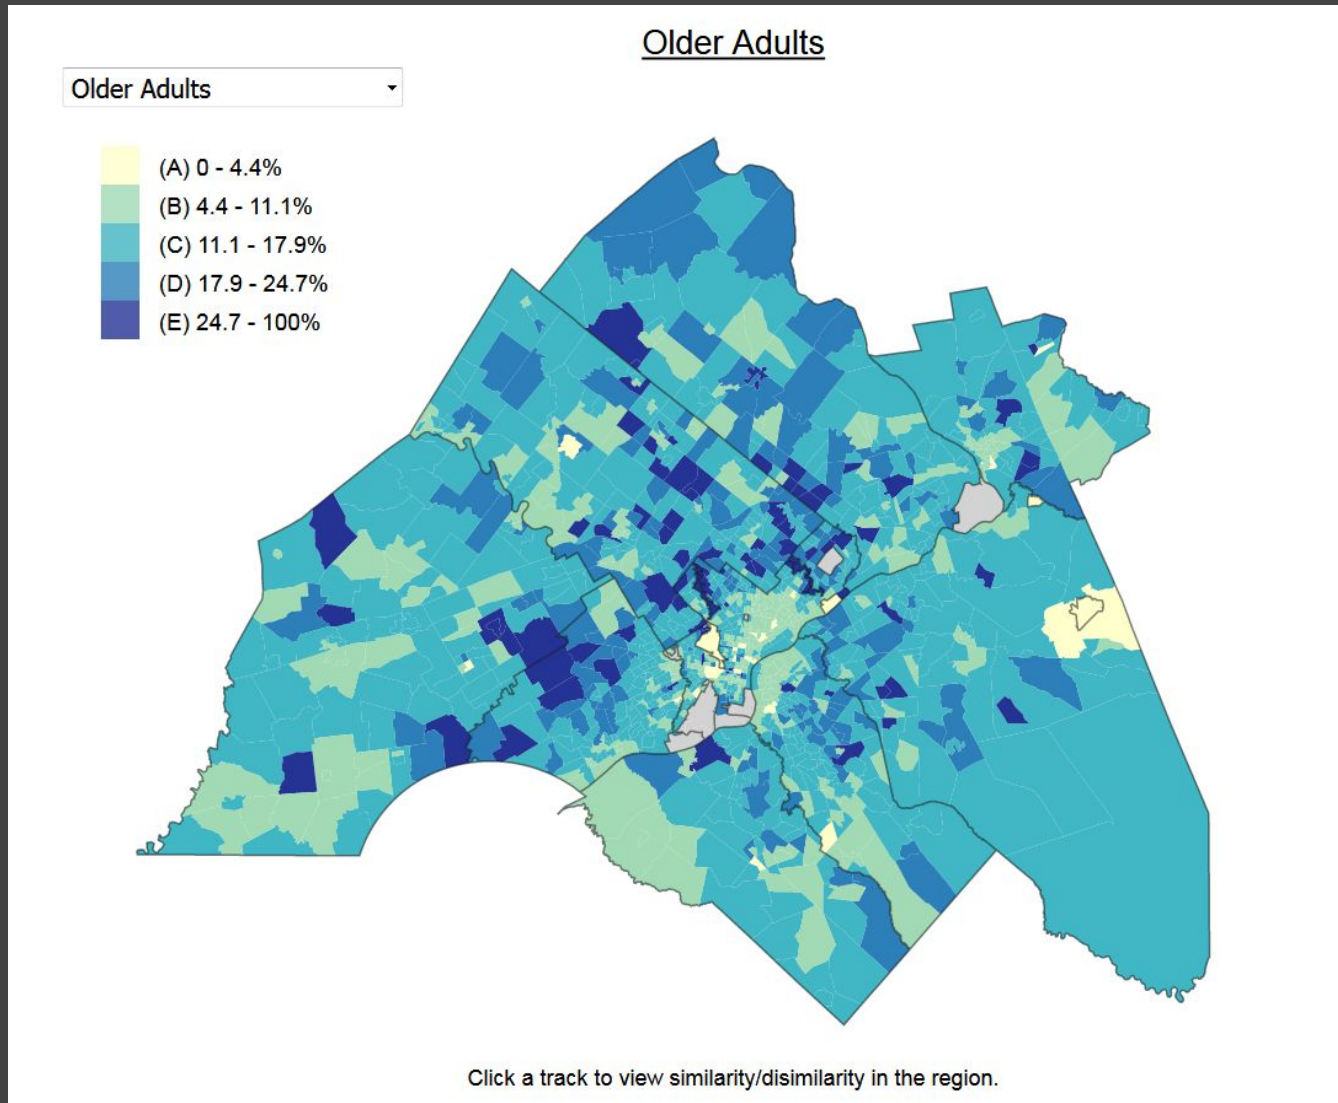 Older Adults
Older Adults
(A) 0 - 4.4%
(B) 4.4 - 11.1%
(C) 11.1 - 17.9%
(D) 17.9 - 24.7%
(E) 24.7 - 100%
Click a track to view similarity/disimilarity in the region.